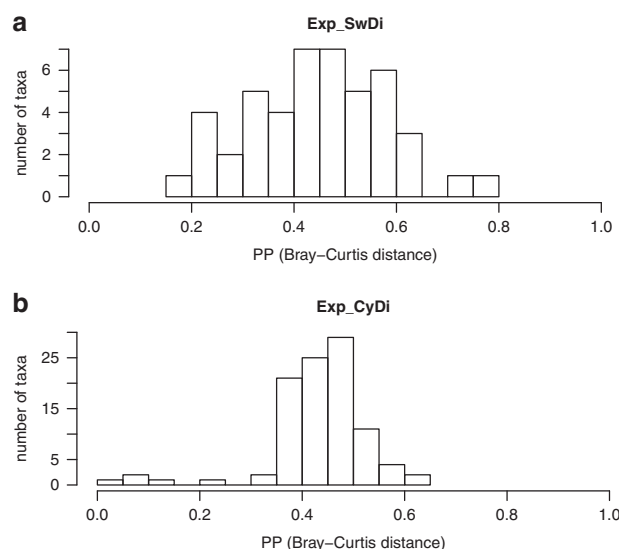 a
Exp_SwDi
number of taxa
6
4
2
0
0.0 0.2 0.4 0.6 0.8 1.0
PP (Bray−Curtis distance)
b
Exp_CyDi
number of taxa
25
15
5
0
0.0 0.2 0.4 0.6 0.8 1.0
PP (Bray−Curtis distance)